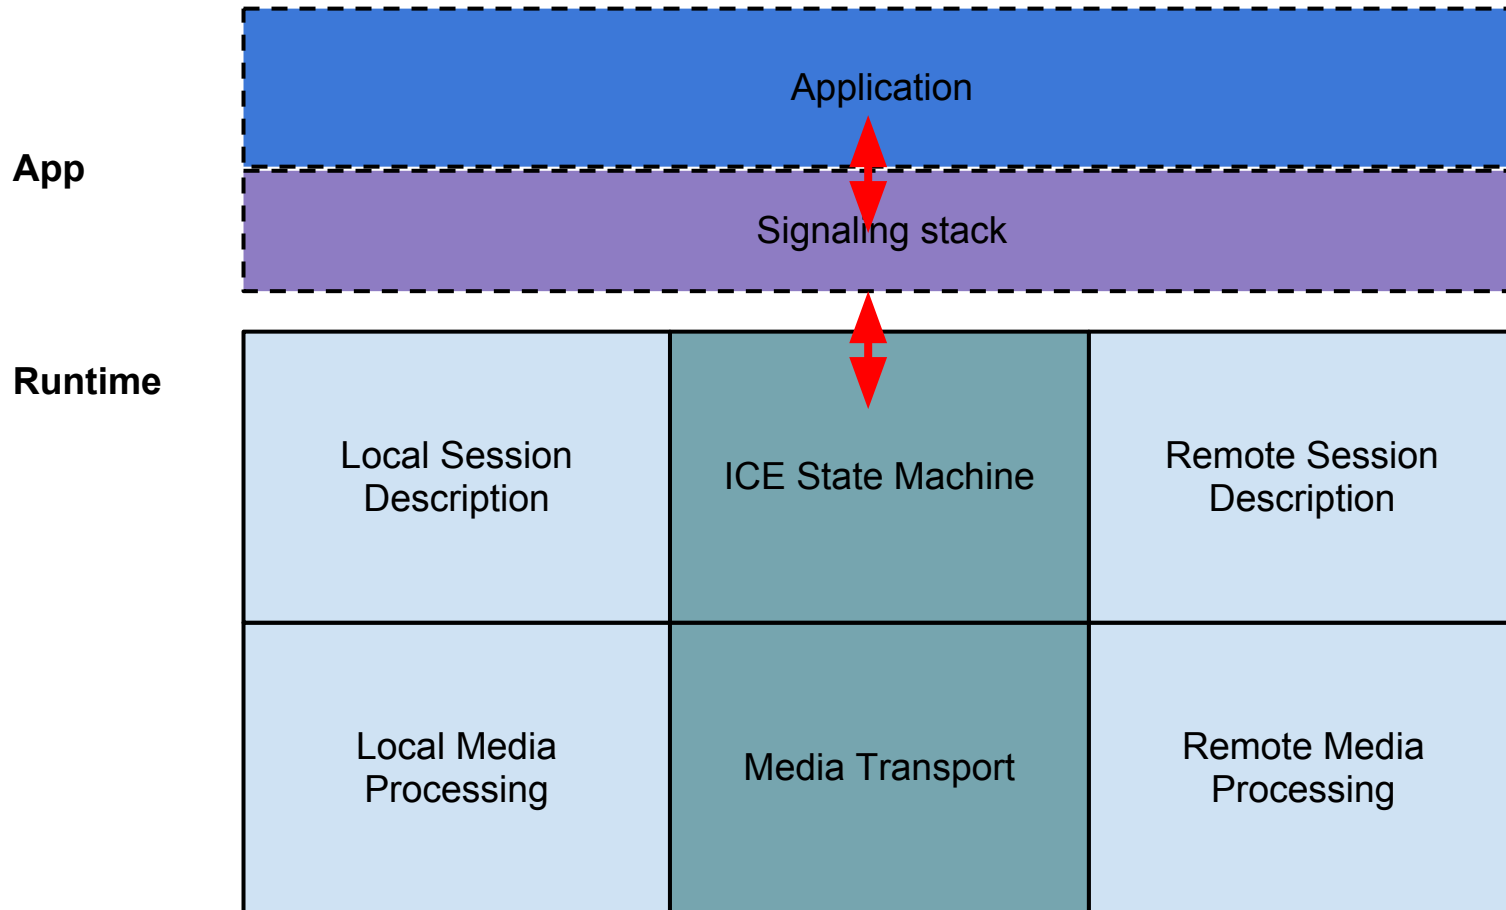 Application
App
Signaling stack
Runtime
Local Session
Description
ICE State Machine
Remote Session
Description
Local Media
Processing
Media Transport
Remote Media
Processing